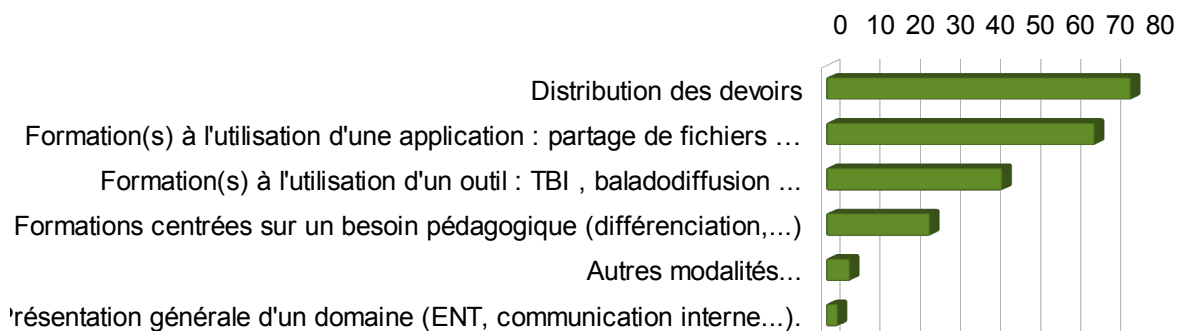 0 10 20 30 40 50 60 70 80
Distribution des devoirs
Formation(s) à l'utilisation d'une application : partage de fichiers …
Formation(s) à l'utilisation d'un outil : TBI , baladodiffusion ...
Formations centrées sur un besoin pédagogique (différenciation,...)
Autres modalités...
résentation générale d'un domaine (ENT, communication interne...).